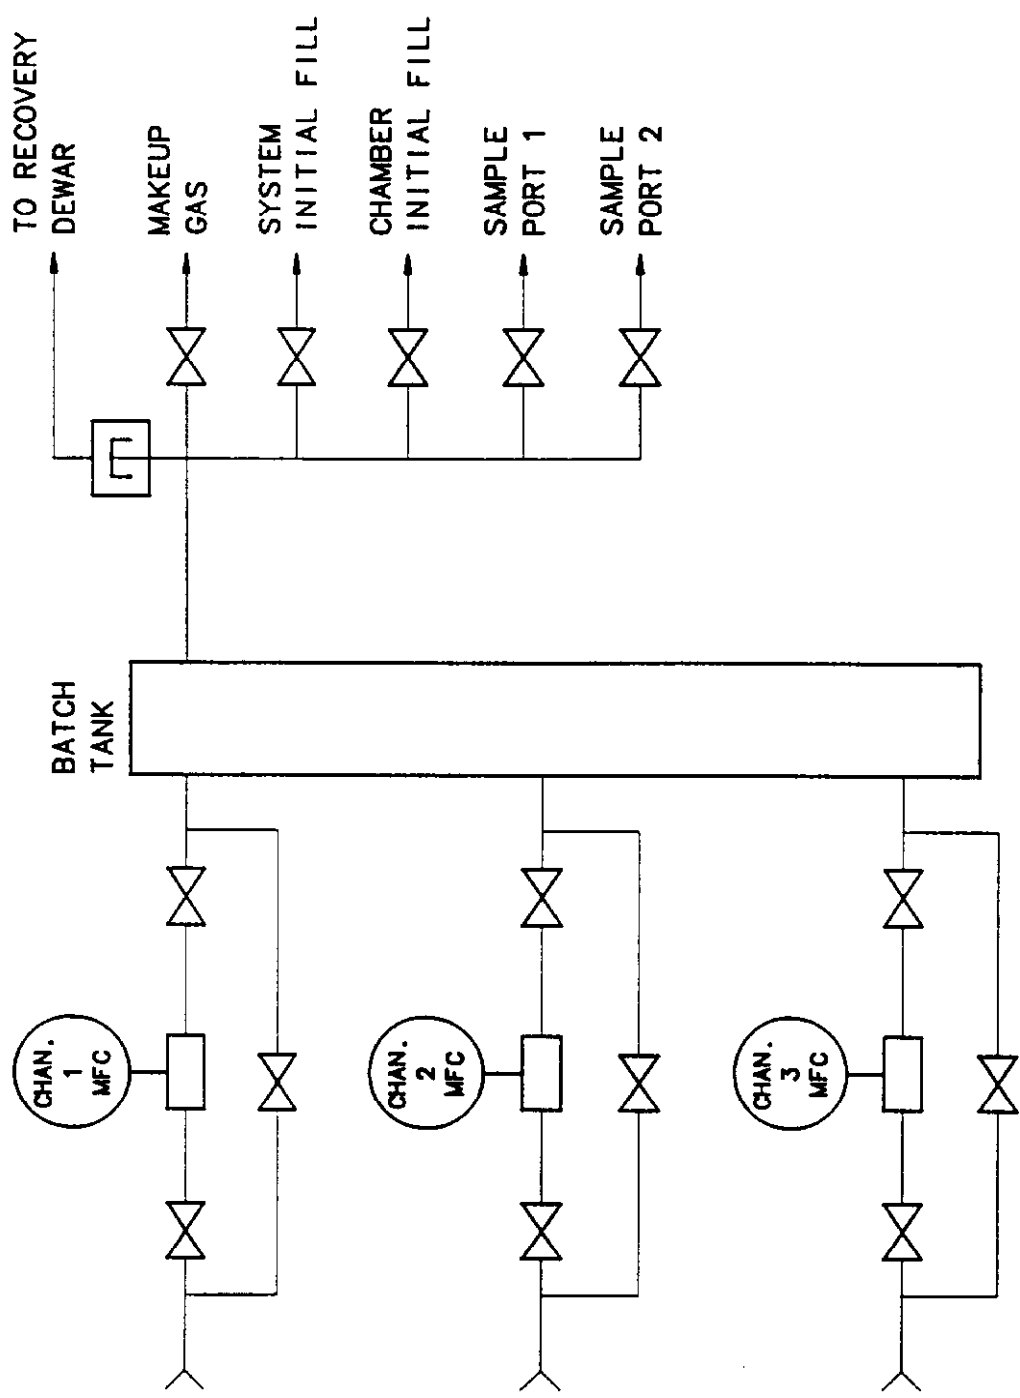 TO RECOVERY
DEWAR
MAKEUP
GAS
SYSTEM
INITIAL FILL
CHAMBER
INITIAL FILL
SAMPLE
PORT 1
SAMPLE
PORT 2
BATCH
TANK
CHAN.
1
MFC
CHAN.
2
MFC
CHAN.
3
MFC